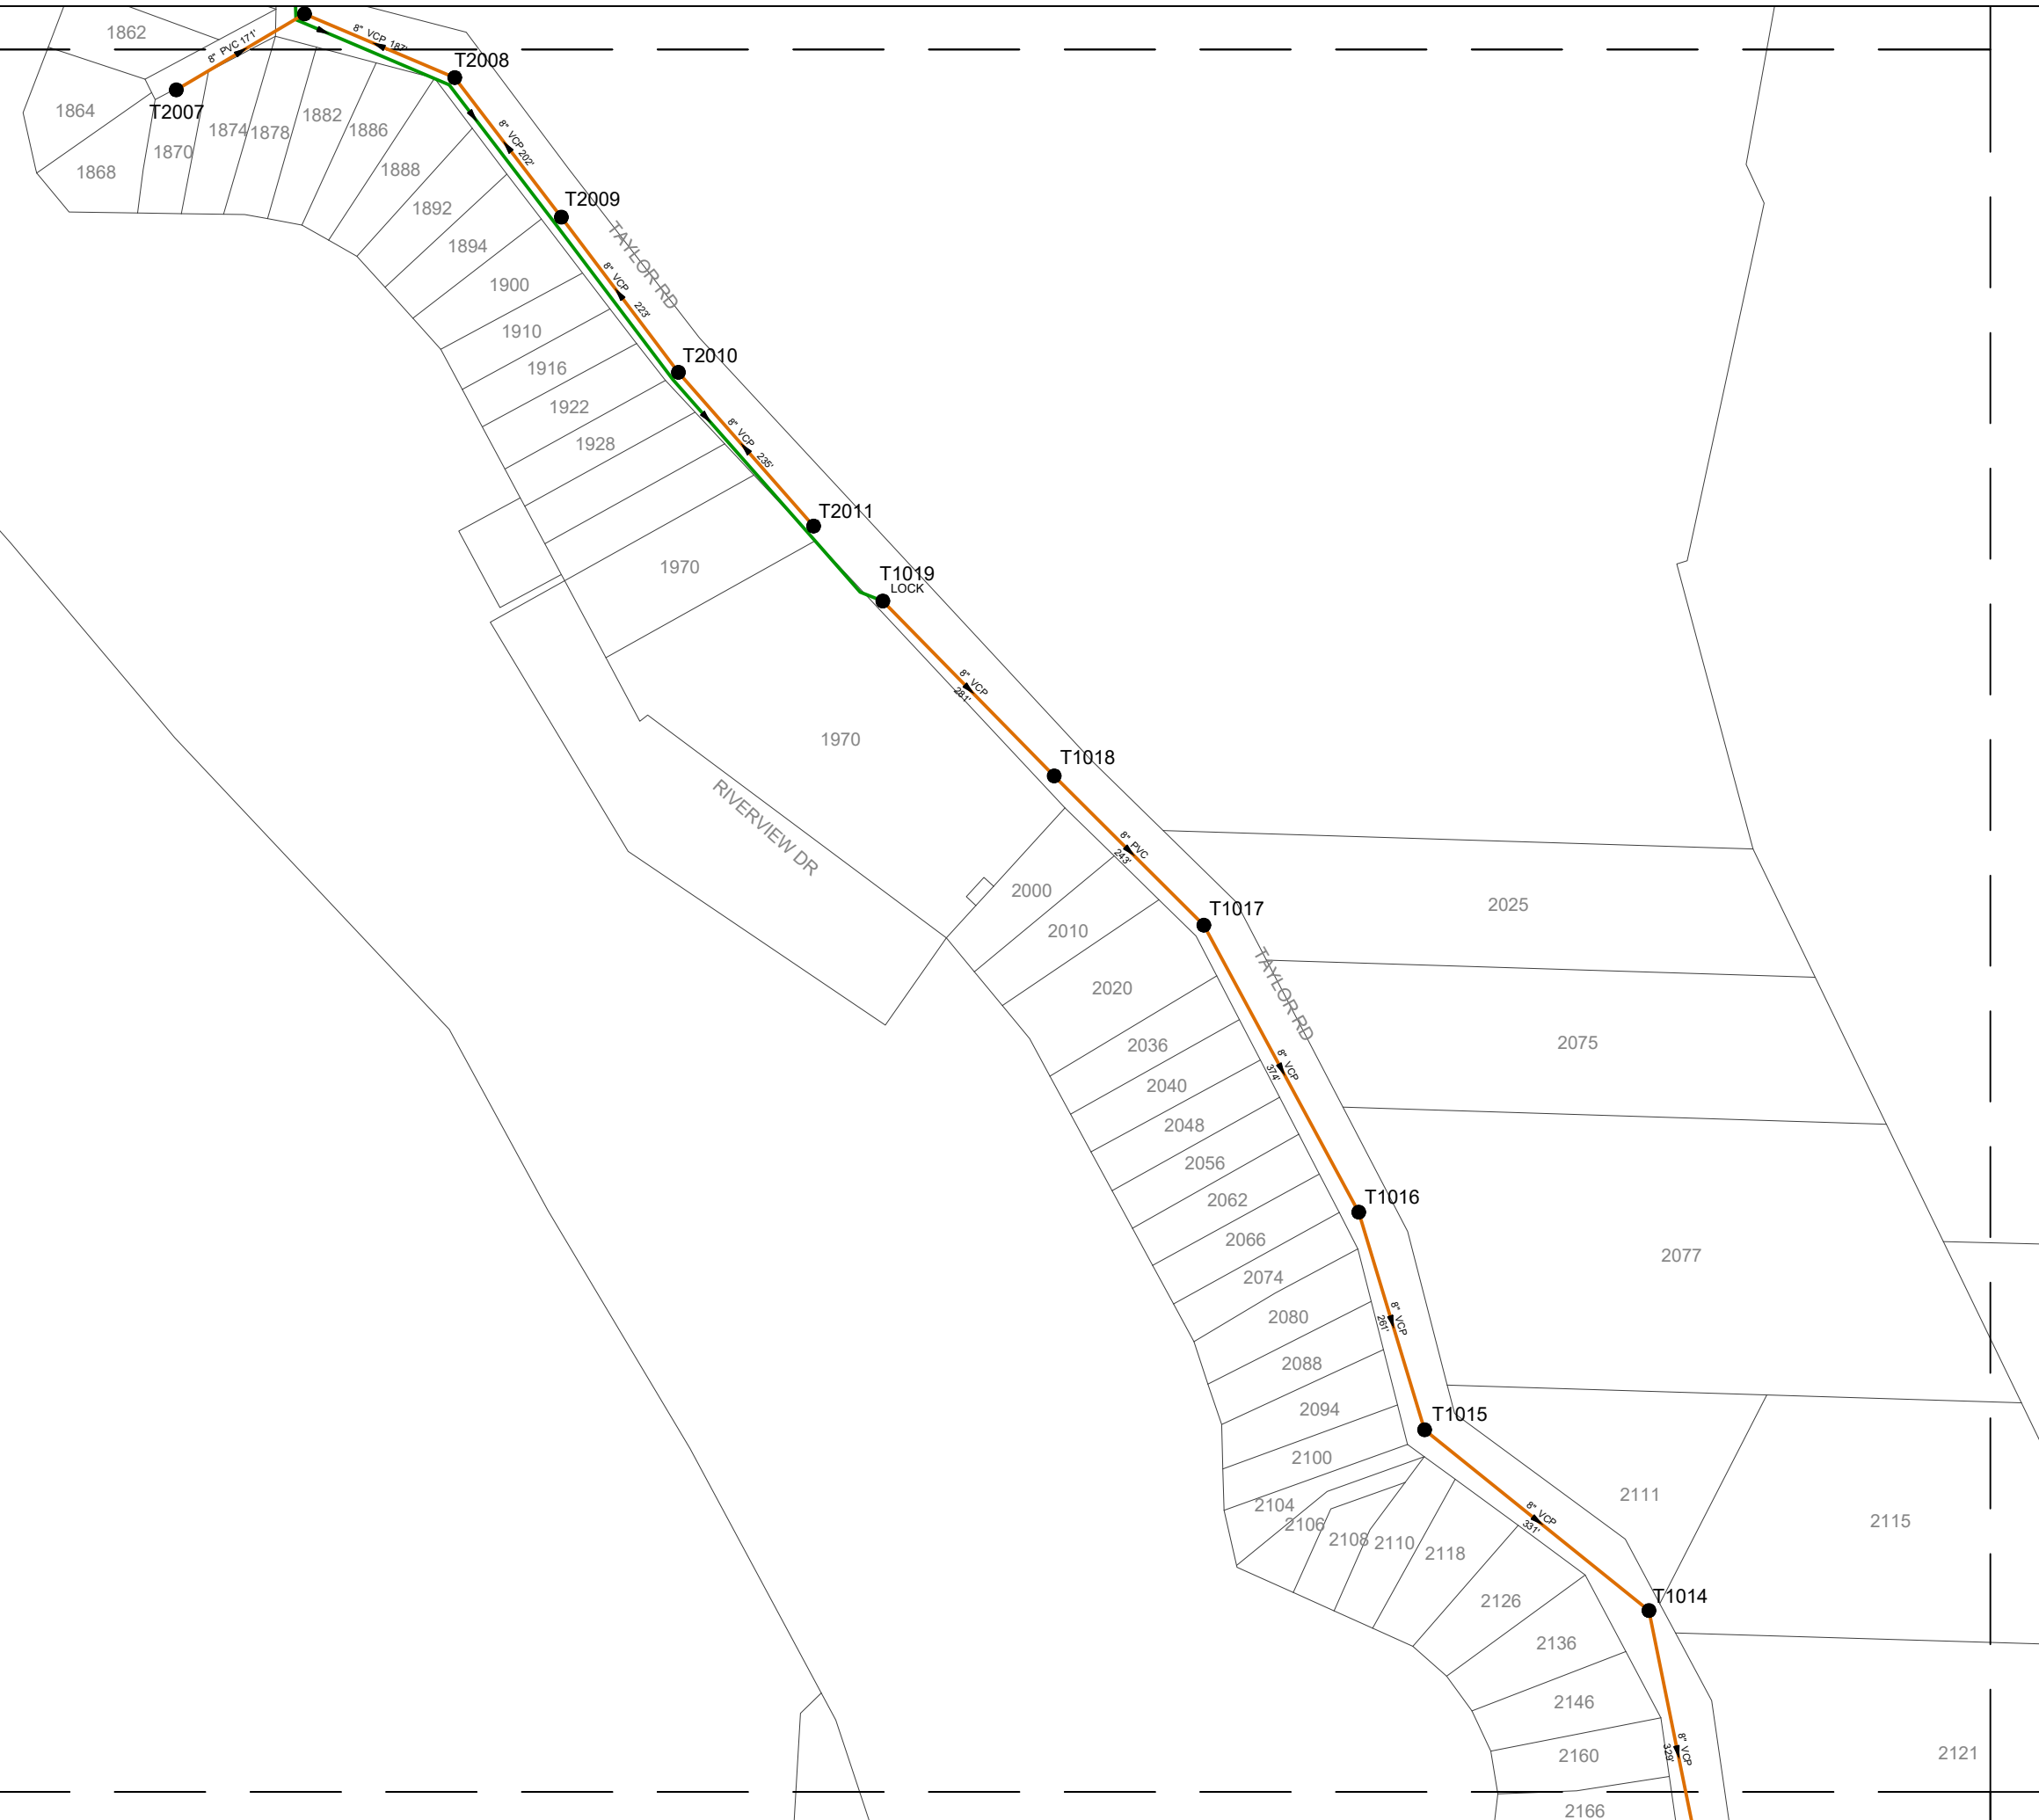 1862
8" PVC 171'
8" VCP 187'
T2008
T2007
1864
1868
1870
1874
1878
1882
1886
1888
8" VCP 202'
1892
T2009
1894
TAYLOR RD
1900
8" VCP
223'
1910
T2010
1916
1922
1928
8" VCP
235'
T2011
1970
T1019
LOCK
8" VCP
281'
1970
T1018
RIVERVIEW DR
8" PVC
243'
2000
T1017
2025
2010
TAYLOR RD
2020
2075
2036
8" VCP
374'
2040
2048
2056
2062
T1016
2066
2077
2074
2080
8" VCP
261'
2088
2094
T1015
2100
2104
2111
2106
8" VCP
331'
2115
2108
2110
2118
2126
T1014
2136
2146
2160
8" VCP
329'
2121
2166